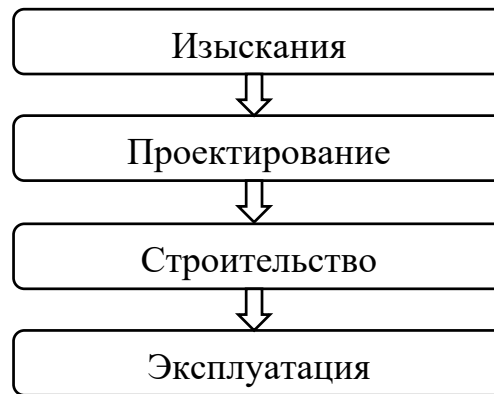 Изыскания
Проектирование
Строительство
Эксплуатация